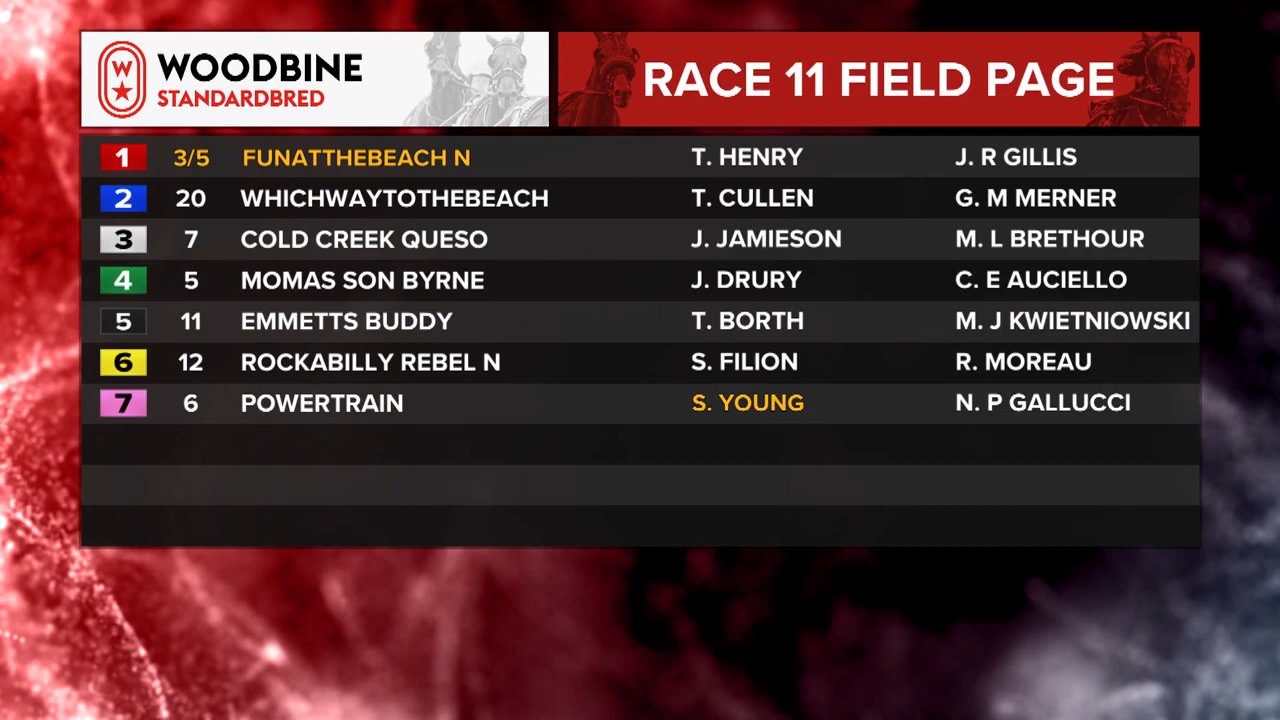 W
WOODBINE
STANDARDBRED
RACE 11 FIELD PAGE
1 3/5 FUNATTHEBEACH N T. HENRY J. R GILLIS
2 20 WHICHWAYTOTHEBEACH T. CULLEN G. M MERNER
3 7 COLD CREEK QUESO J. JAMIESON M. L BRETHOUR
4 5 MOMAS SON BYRNE J. DRURY C. E AUCIELLO
5 11 EMMETTS BUDDY T. BORTH M. J KWIETNIOWSKI
6 12 ROCKABILLY REBEL N S. FILION R. MOREAU
7 6 POWERTRAIN S. YOUNG N. P GALLUCCI